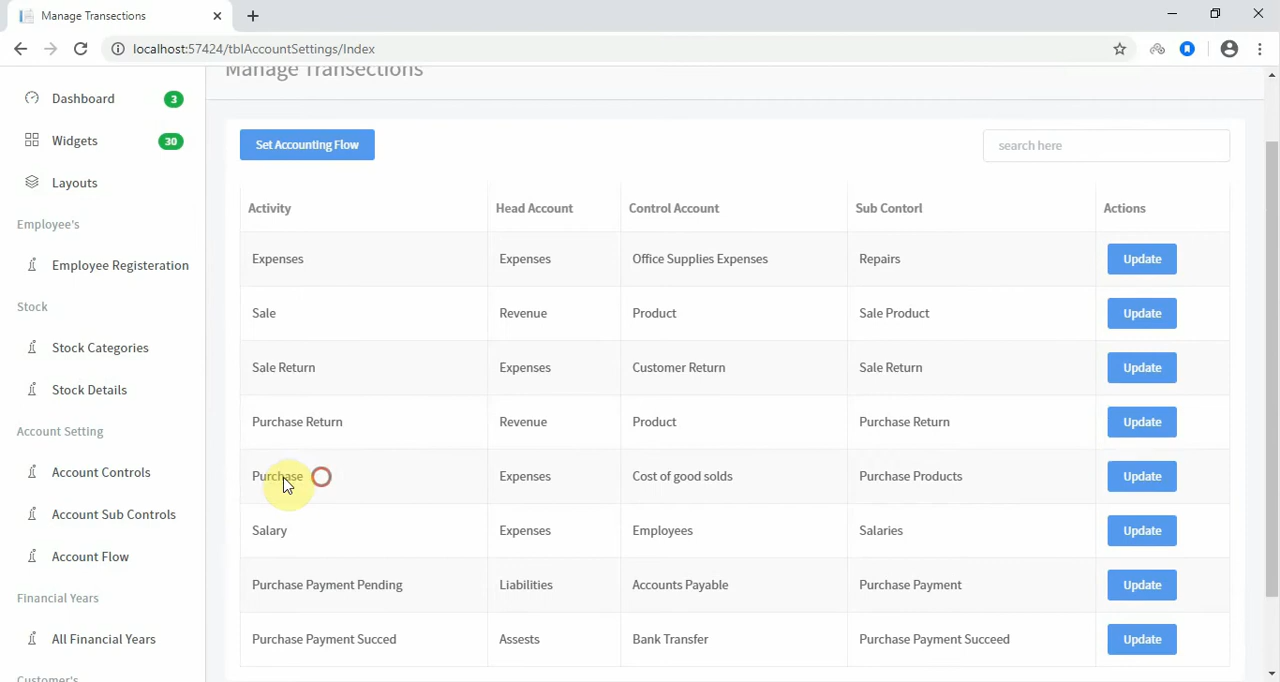 Manage Transections
localhost:57424/tblAccountSettings/Index
Manage Transections
Dashboard 3
Widgets 30
Layouts
Employee's
Employee Registeration
Stock
Stock Categories
Stock Details
Account Setting
Account Controls
Account Sub Controls
Account Flow
Financial Years
All Financial Years
Customer's
Set Accounting Flow
search here
Activity Head Account Control Account Sub Contorl Actions
Expenses Expenses Office Supplies Expenses Repairs Update
Sale Revenue Product Sale Product Update
Sale Return Expenses Customer Return Sale Return Update
Purchase Return Revenue Product Purchase Return Update
Purchase Expenses Cost of good solds Purchase Products Update
Salary Expenses Employees Salaries Update
Purchase Payment Pending Liabilities Accounts Payable Purchase Payment Update
Purchase Payment Succed Assests Bank Transfer Purchase Payment Succeed Update